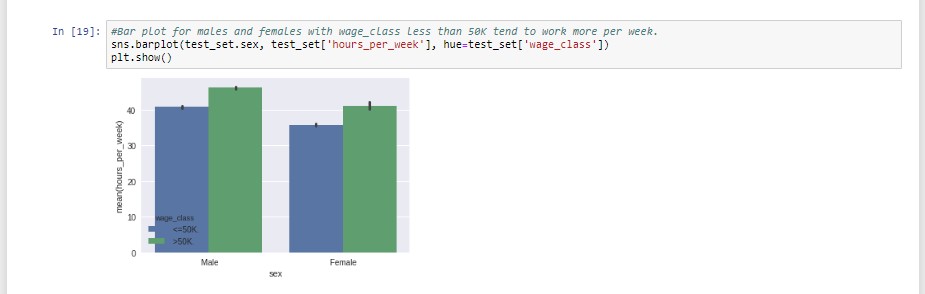 In [19]: #Bar plot for males and females with wage_class less than 50K tend to work more per week.
sns.barplot(test_set.sex, test_set['hours_per_week'], hue=test_set['wage_class'])
plt.show()
40
30
20
10
0
mean(hours_per_week)
wage_class
<=50K
>50K
Male Female
sex